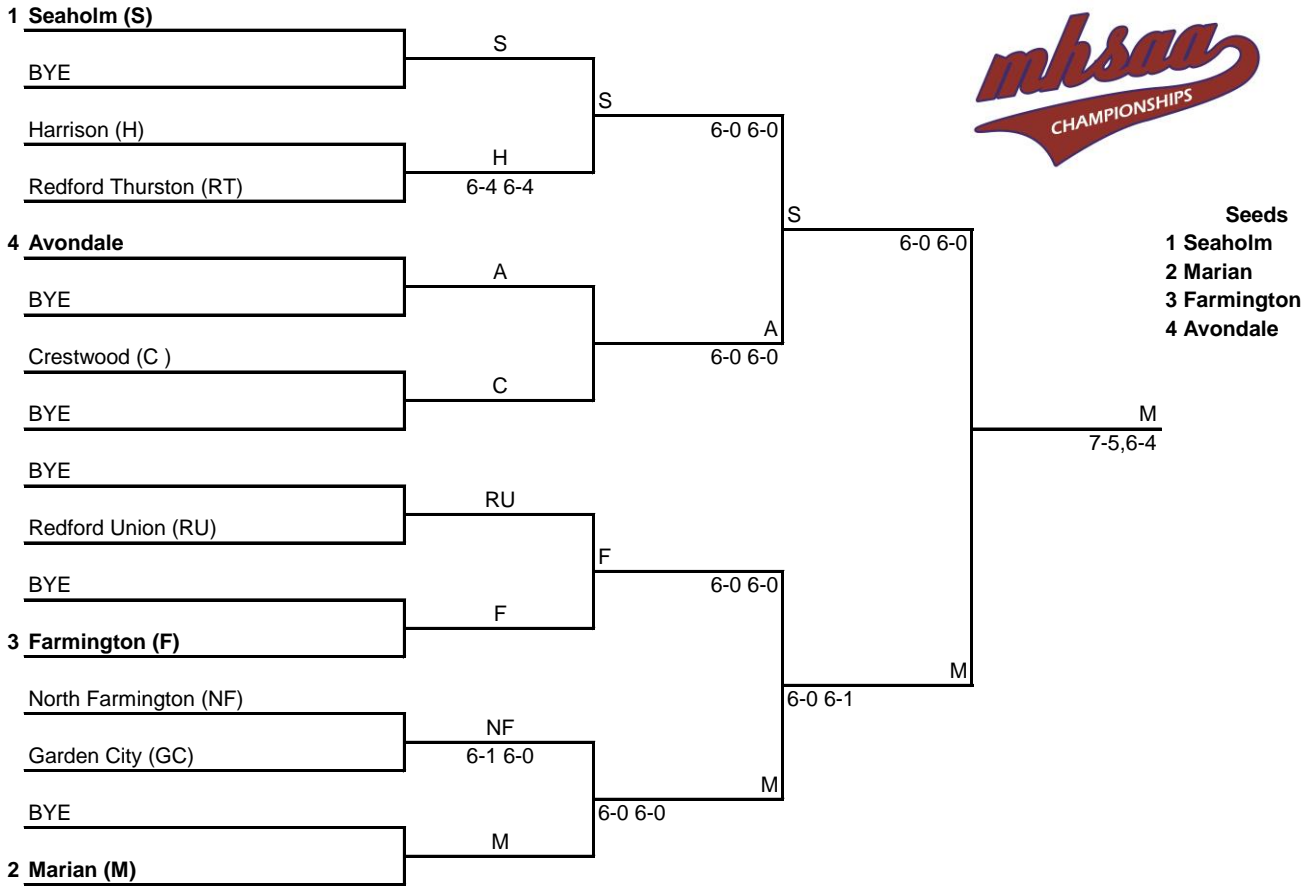 1 Seaholm (S)
BYE
Harrison (H)
Redford Thurston (RT)
4 Avondale
BYE
Crestwood (C )
BYE
BYE
Redford Union (RU)
BYE
3 Farmington (F)
North Farmington (NF)
Garden City (GC)
BYE
2 Marian (M)
S
H
6-4 6-4
A
C
RU
F
NF
6-1 6-0
M
S
6-0 6-0
A
6-0 6-0
F
6-0 6-0
M
6-0 6-0
S
6-0 6-0
M
6-0 6-1
M
7-5,6-4
mhsaa
CHAMPIONSHIPS
Seeds
1 Seaholm
2 Marian
3 Farmington
4 Avondale